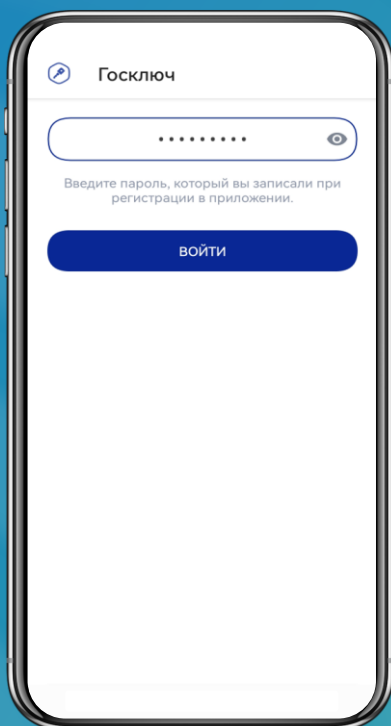 Госключ
•••••••••
Введите пароль, который вы записали при
регистрации в приложении.
ВОЙТИ